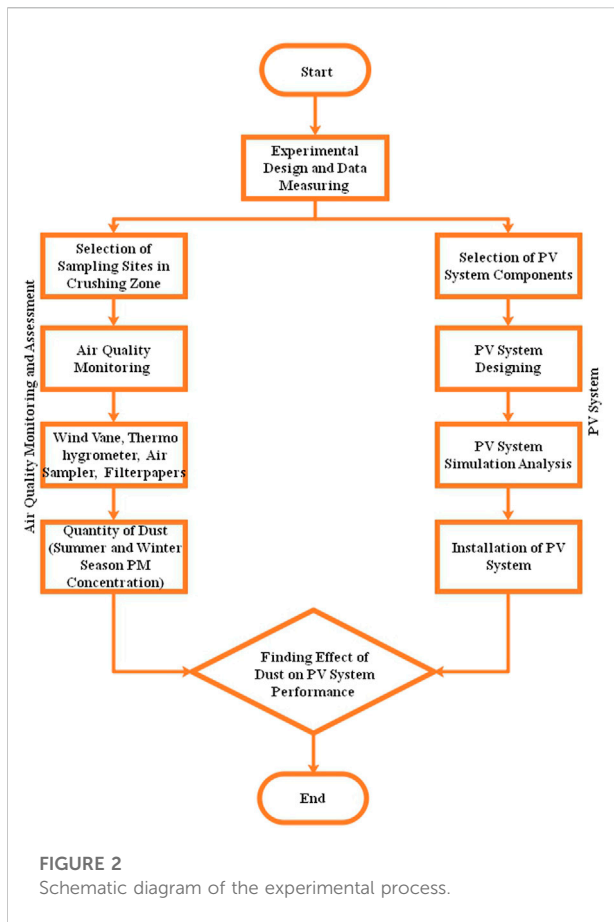 Start
Experimental
Design and Data
Measuring
Selection of
Sampling Sites in
Crushing Zone
Air Quality
Monitoring
Wind Vane, Thermo
hygrometer, Air
Sampler, Filterpapers
Quantity of Dust
(Summer and Winter
Season PM
Concentration)
Air Quality Monitoring and Assessment
Selection of PV
System Components
PV System
Designing
PV System
Simulation Analysis
Installation of PV
System
PV System
Finding Effect of
Dust on PV System
Performance
End
FIGURE 2
Schematic diagram of the experimental process.